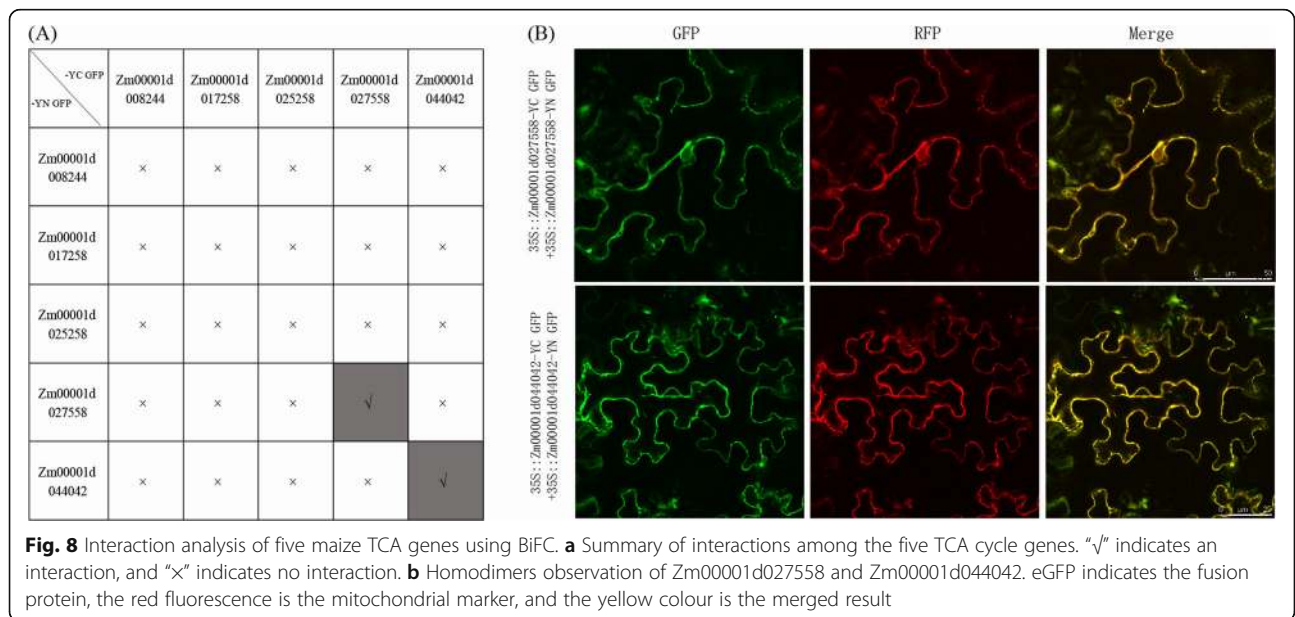 (A)
-YC GFP
-YN GFP
Zm00001d
008244
Zm00001d
017258
Zm00001d
025258
Zm00001d
027558
Zm00001d
044042
Zm00001d
008244
× × × × ×
Zm00001d
017258
× × × × ×
Zm00001d
025258
× × × × ×
Zm00001d
027558
× × × √ ×
Zm00001d
044042
× × × × √
(B)
GFP RFP Merge
35S::Zm00001d027558-YC GFP
+35S::Zm00001d027558-YN GFP
0 um 50
35S::Zm00001d044042-YC GFP
+35S::Zm00001d044042-YN GFP
um
Fig. 8 Interaction analysis of five maize TCA genes using BiFC. a Summary of interactions among the five TCA cycle genes. “√” indicates an
interaction, and “×” indicates no interaction. b Homodimers observation of Zm00001d027558 and Zm00001d044042. eGFP indicates the fusion
protein, the red fluorescence is the mitochondrial marker, and the yellow colour is the merged result